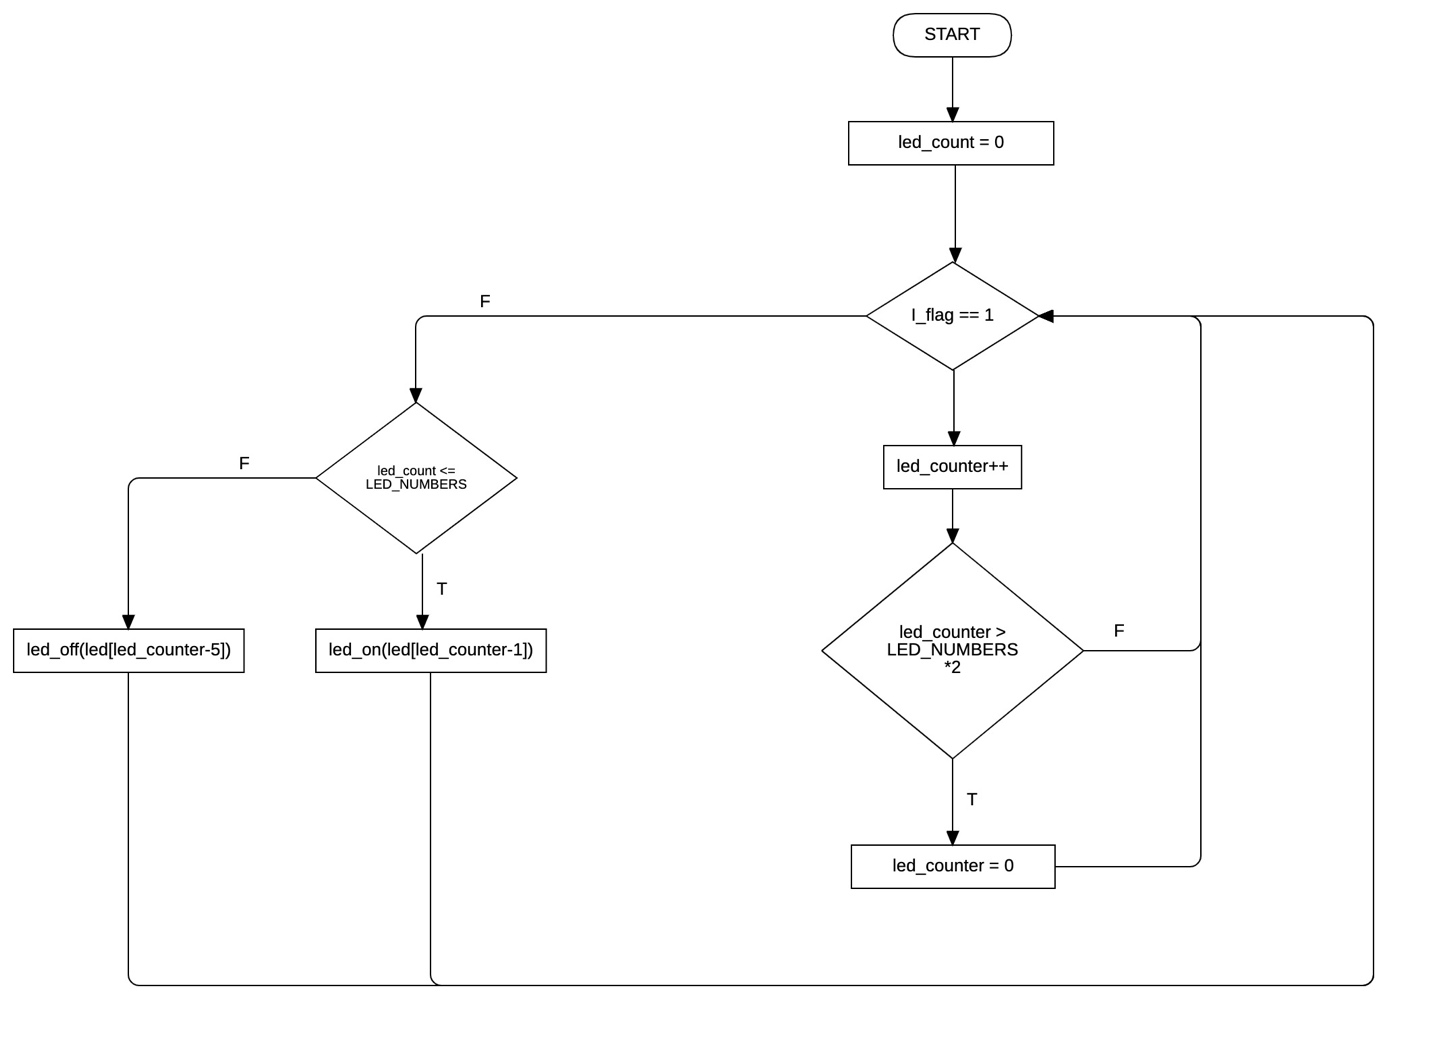 START
led_count = 0
I_flag == 1
F
led_counter++
led_count <=
LED_NUMBERS
F
T
led_off(led[led_counter-5])
led_on(led[led_counter-1])
led_counter >
LED_NUMBERS
*2
F
T
led_counter = 0